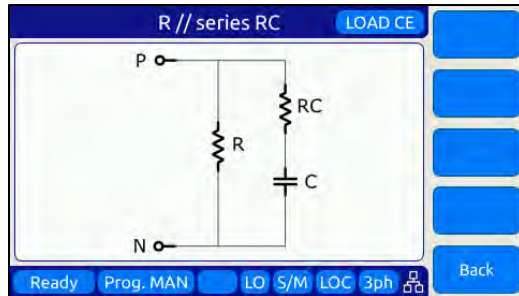 R // series RC LOAD CE
P
RC
R
C
N
Back
Ready Prog. MAN LO S/M LOC 3ph